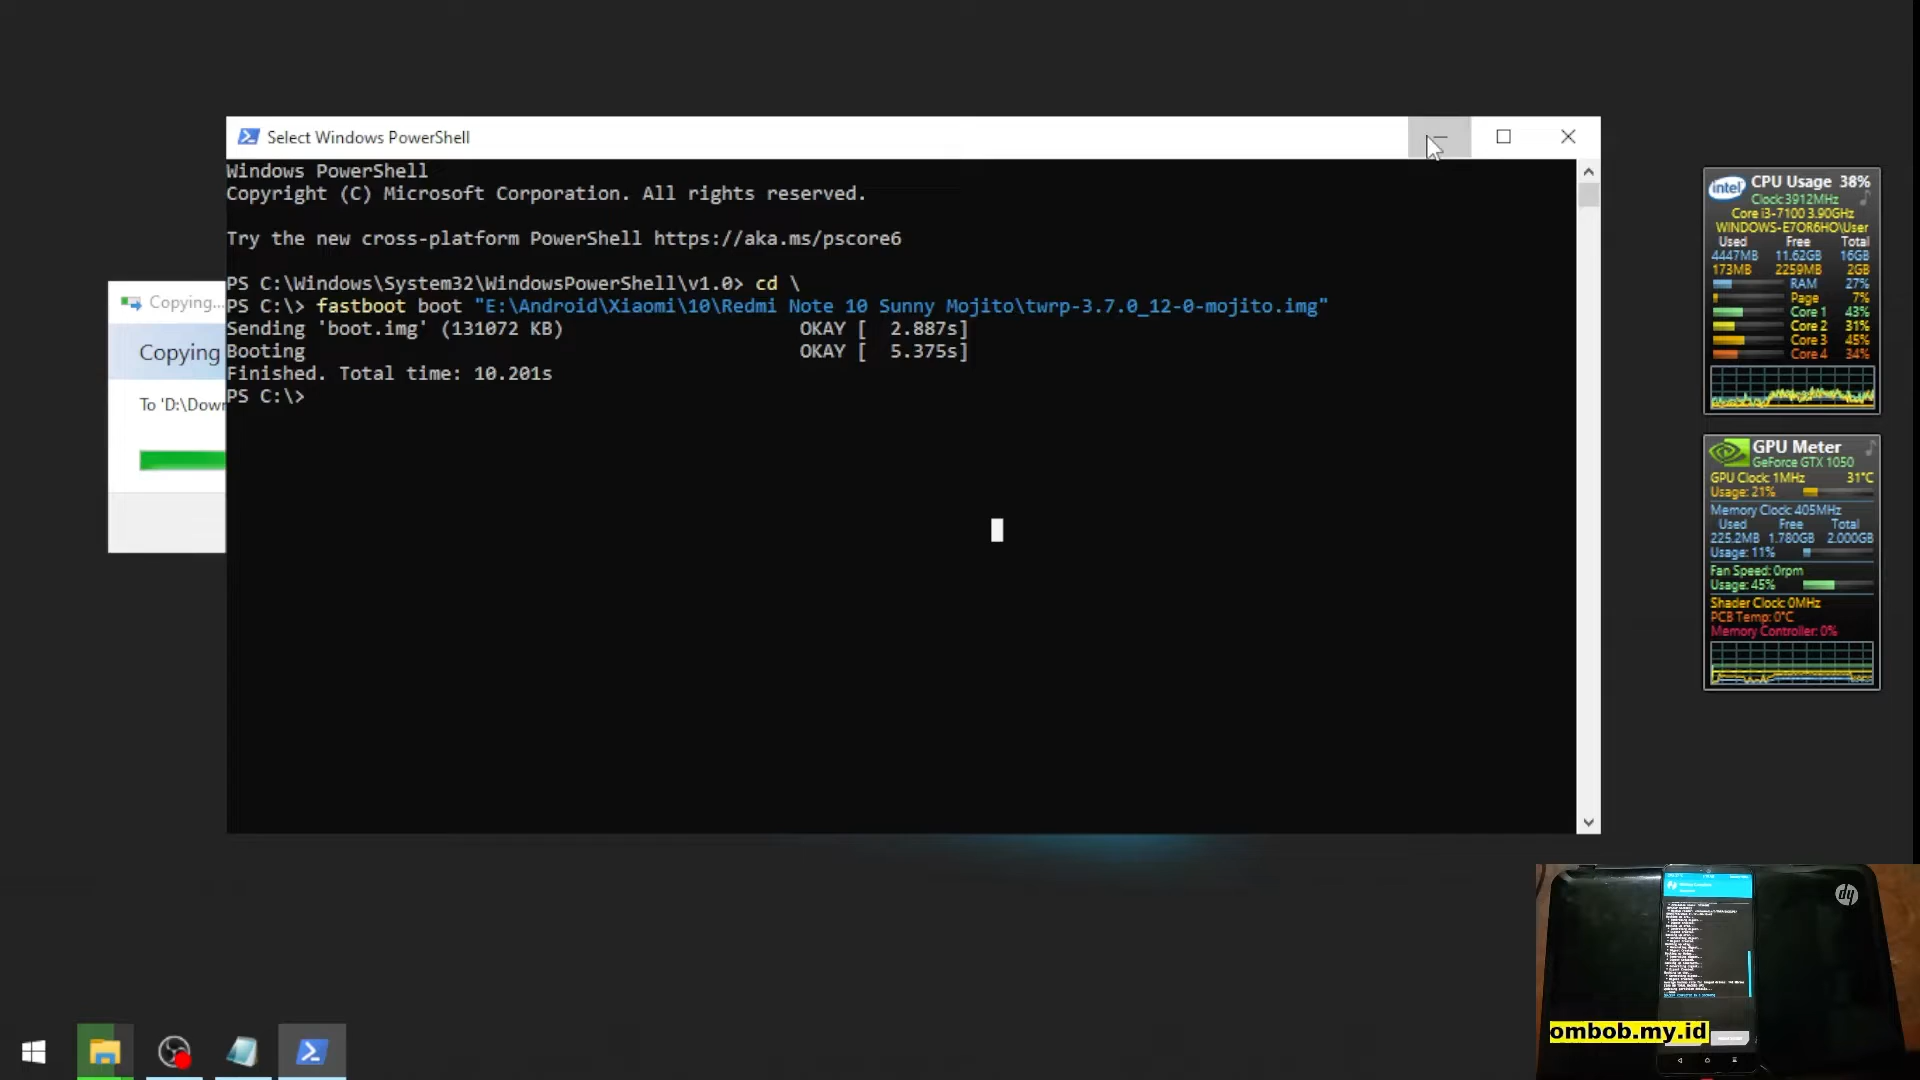 Select Windows PowerShell
Windows PowerShell
Copyright (C) Microsoft Corporation. All rights reserved.
Try the new cross-platform PowerShell https://aka.ms/pscore6
PS C:\Windows\System32\WindowsPowerShell\v1.0> cd \
PS C:\> fastboot boot "E:\Android\Xiaomi\10\Redmi Note 10 Sunny Mojito\twrp-3.7.0_12-0-mojito.img"
Sending 'boot.img' (131072 KB) OKAY [ 2.887s]
Booting OKAY [ 5.375s]
Finished. Total time: 10.201s
PS C:\>
Copying...
Copying
To 'D:\Down
intel CPU Usage 38%
Clock: 3912MHz
Core i3-7100 3.90GHz
WINDOWS-E7OR6HO\User
Used Free Total
4447MB 11.62GB 16GB
173MB 2259MB 2GB
RAM 27%
Page 7%
Core 1 43%
Core 2 31%
Core 3 45%
Core 4 34%
GPU Meter
GeForce GTX 1050
GPU Clock: 1MHz 31°C
Usage: 21%
Memory Clock: 405MHz
Used Free Total
225.2MB 1.780GB 2.000GB
Usage: 11%
Fan Speed: 0rpm
Usage: 45%
Shader Clock: 0MHz
PCB Temp: 0°C
Memory Controller: 0%
hp
ombob.my.id